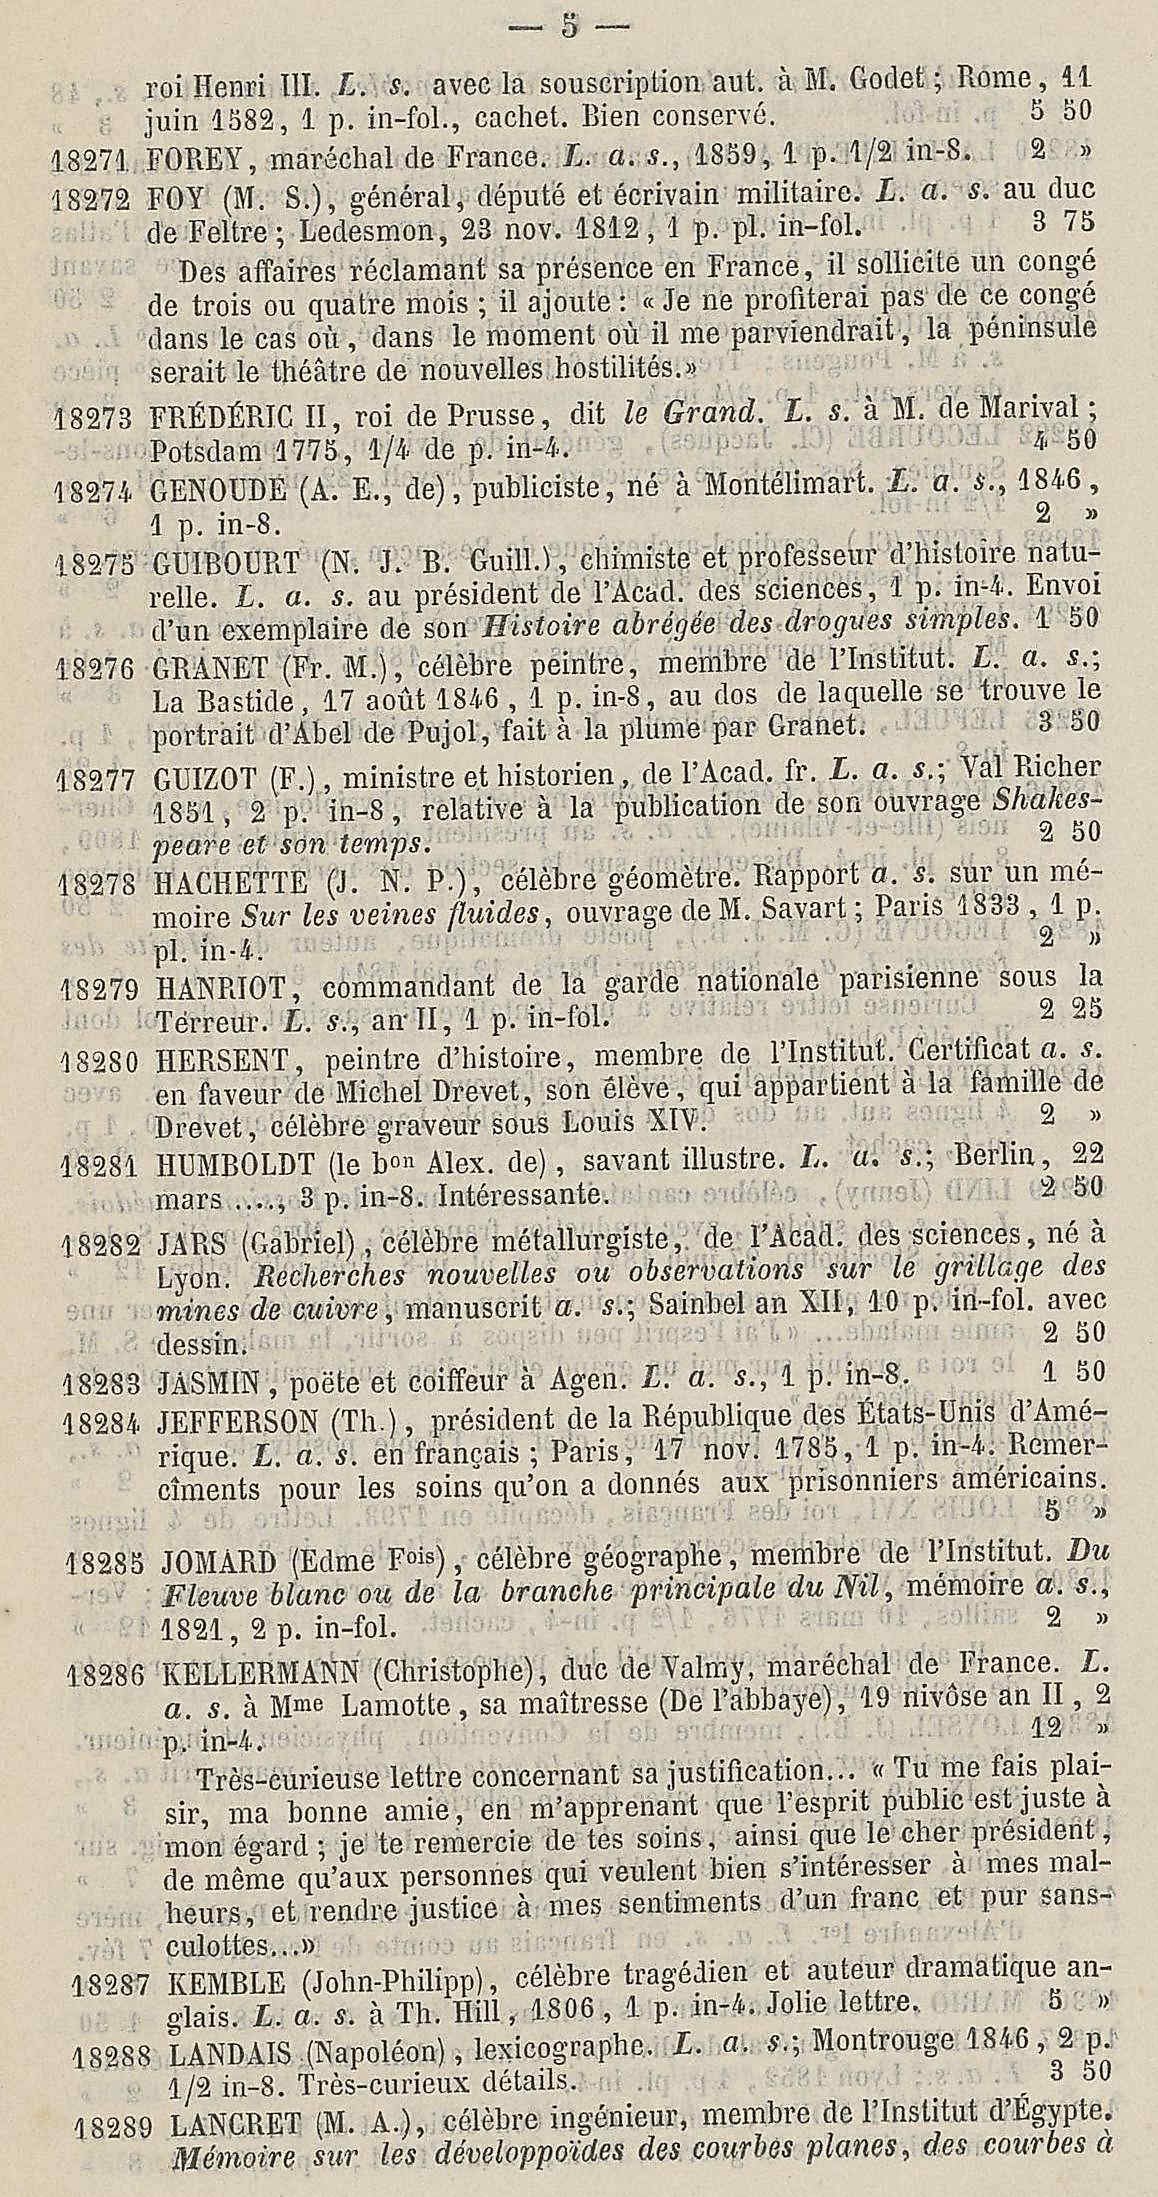 — 5 —
roi Henri III. L. s. avec la souscription aut. à M. Godet ; Rome, 11
juin 1582, 1 p. in-fol., cachet. Bien conservé. 5 50
18271 FOREY, maréchal de France. L. a. s., 1859, 1 p. 1/2 in-8. 2 »
18272 FOY (M. S.), général, député et écrivain militaire. L. a. s. au duc
de Feltre ; Ledesmon, 23 nov. 1812, 1 p. pl. in-fol. 3 75
Des affaires réclamant sa présence en France, il sollicite un congé
de trois ou quatre mois ; il ajoute : « Je ne profiterai pas de ce congé
dans le cas où, dans le moment où il me parviendrait, la péninsule
serait le théâtre de nouvelles hostilités.»
18273 FRÉDÉRIC II, roi de Prusse, dit le Grand. L. s. à M. de Marival ;
Potsdam 1775, 1/4 de p. in-4. 4 50
18274 GENOUDE (A. E., de), publiciste, né à Montélimart. L. a. s., 1846,
1 p. in-8. 2 »
18275 GUIBOURT (N. J. B. Guill.), chimiste et professeur d'histoire natu-
relle. L. a. s. au président de l'Acad. des sciences, 1 p. in-4. Envoi
d'un exemplaire de son Histoire abrégée des drogues simples. 1 50
18276 GRANET (Fr. M.), célèbre peintre, membre de l'Institut. L. a. s.;
La Bastide, 17 août 1846, 1 p. in-8, au dos de laquelle se trouve le
portrait d'Abel de Pujol, fait à la plume par Granet. 3 50
18277 GUIZOT (F.), ministre et historien, de l'Acad. fr. L. a. s.; Val Richer
1851, 2 p. in-8, relative à la publication de son ouvrage Shakes-
peare et son temps. 2 50
18278 HACHETTE (J. N. P.), célèbre géomètre. Rapport a. s. sur un mé-
moire Sur les veines fluides, ouvrage de M. Savart ; Paris 1833, 1 p.
pl. in-4. 2 »
18279 HANRIOT, commandant de la garde nationale parisienne sous la
Terreur. L. s., an II, 1 p. in-fol. 2 25
18280 HERSENT, peintre d'histoire, membre de l'Institut. Certificat a. s.
en faveur de Michel Drevet, son élève, qui appartient à la famille de
Drevet, célèbre graveur sous Louis XIV. 2 »
18281 HUMBOLDT (le bon Alex. de), savant illustre. L. a. s.; Berlin, 22
mars ...., 3 p. in-8. Intéressante. 2 50
18282 JARS (Gabriel), célèbre métallurgiste, de l'Acad. des sciences, né à
Lyon. Recherches nouvelles ou observations sur le grillage des
mines de cuivre, manuscrit a. s.; Sainbel an XII, 10 p. in-fol. avec
dessin. 2 50
18283 JASMIN, poëte et coiffeur à Agen. L. a. s., 1 p. in-8. 1 50
18284 JEFFERSON (Th.), président de la République des États-Unis d'Amé-
rique. L. a. s. en français ; Paris, 17 nov. 1785, 1 p. in-4. Remer-
cîments pour les soins qu'on a donnés aux prisonniers américains.
5 »
18285 JOMARD (Edme Fois), célèbre géographe, membre de l'Institut. Du
Fleuve blanc ou de la branche principale du Nil, mémoire a. s.,
1821, 2 p. in-fol. 2 »
18286 KELLERMANN (Christophe), duc de Valmy, maréchal de France. L.
a. s. à Mme Lamotte, sa maîtresse (De l'abbaye), 19 nivôse an II, 2
p. in-4. 12 »
Très-curieuse lettre concernant sa justification... « Tu me fais plai-
sir, ma bonne amie, en m'apprenant que l'esprit public est juste à
mon égard ; je te remercie de tes soins, ainsi que le cher président,
de même qu'aux personnes qui veulent bien s'intéresser à mes mal-
heurs, et rendre justice à mes sentiments d'un franc et pur sans-
culottes...»
18287 KEMBLE (John-Philipp), célèbre tragédien et auteur dramatique an-
glais. L. a. s. à Th. Hill, 1806, 1 p. in-4. Jolie lettre. 5 »
18288 LANDAIS (Napoléon), lexicographe. L. a. s.; Montrouge 1846, 2 p.
1/2 in-8. Très-curieux détails. 3 50
18289 LANCRET (M. A.), célèbre ingénieur, membre de l'Institut d'Égypte.
Mémoire sur les développoïdes des courbes planes, des courbes à